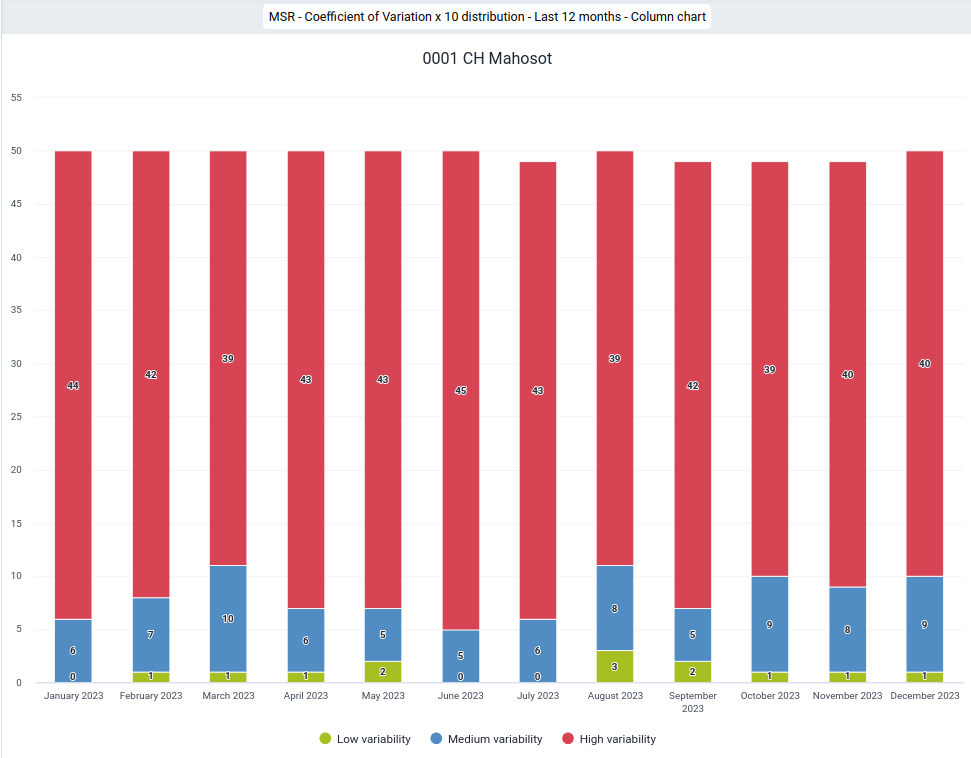 MSR - Coefficient of Variation x 10 distribution - Last 12 months - Column chart
0001 CH Mahosot
55
50
45
40
35
30
25
20
15
10
5
0
44
42
39
43
43
45
43
39
42
39
40
40
6
7
10
6
5
5
6
8
5
9
8
9
0
1
1
1
2
0
0
3
2
1
1
1
January 2023
February 2023
March 2023
April 2023
May 2023
June 2023
July 2023
August 2023
September
2023
October 2023
November 2023
December 2023
Low variability
Medium variability
High variability